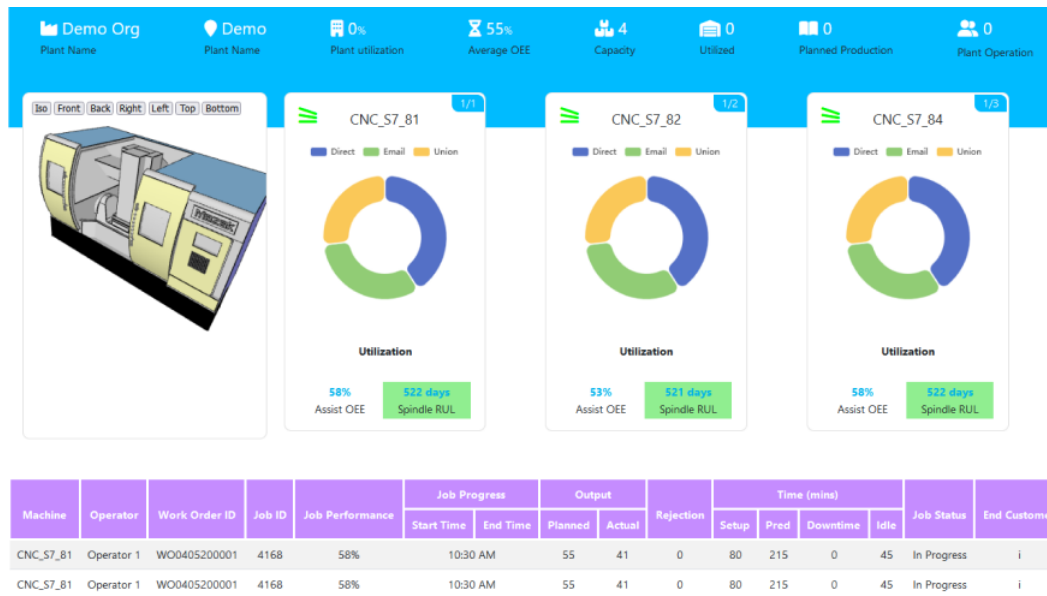 Demo Org Demo 0% 55% 4 0 0 0
Plant Name Plant Name Plant utilization Average OEE Capacity Utilized Planned Production Plant Operation
Iso Front Back Right Left Top Bottom
Mazak
1/1
CNC_S7_81
Direct Email Union
Utilization
58% 522 days
Assist OEE Spindle RUL
1/2
CNC_S7_82
Direct Email Union
Utilization
53% 521 days
Assist OEE Spindle RUL
1/3
CNC_S7_84
Direct Email Union
Utilization
58% 522 days
Assist OEE Spindle RUL
Job Progress Output Time (mins)
Machine Operator Work Order ID Job ID Job Performance Rejection Job Status End Custome
Start Time End Time Planned Actual Setup Pred Downtime Idle
CNC_S7_81 Operator 1 WO0405200001 4168 58% 10:30 AM 55 41 0 80 215 0 45 In Progress i
CNC_S7_81 Operator 1 WO0405200001 4168 58% 10:30 AM 55 41 0 80 215 0 45 In Progress i